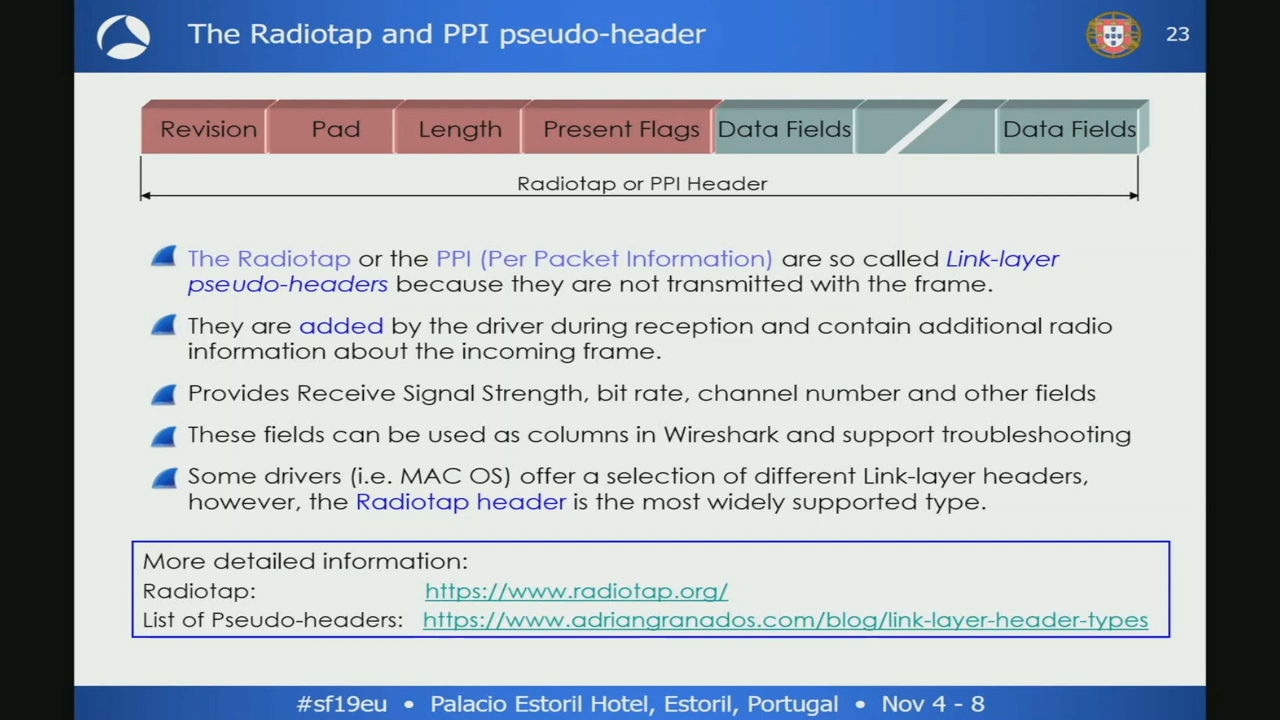 The Radiotap and PPI pseudo-header
23
Revision Pad Length Present Flags Data Fields Data Fields
Radiotap or PPI Header
The Radiotap or the PPI (Per Packet Information) are so called Link-layer
pseudo-headers because they are not transmitted with the frame.
They are added by the driver during reception and contain additional radio
information about the incoming frame.
Provides Receive Signal Strength, bit rate, channel number and other fields
These fields can be used as columns in Wireshark and support troubleshooting
Some drivers (i.e. MAC OS) offer a selection of different Link-layer headers,
however, the Radiotap header is the most widely supported type.
More detailed information:
Radiotap: https://www.radiotap.org/
List of Pseudo-headers: https://www.adriangranados.com/blog/link-layer-header-types
#sf19eu • Palacio Estoril Hotel, Estoril, Portugal • Nov 4 - 8